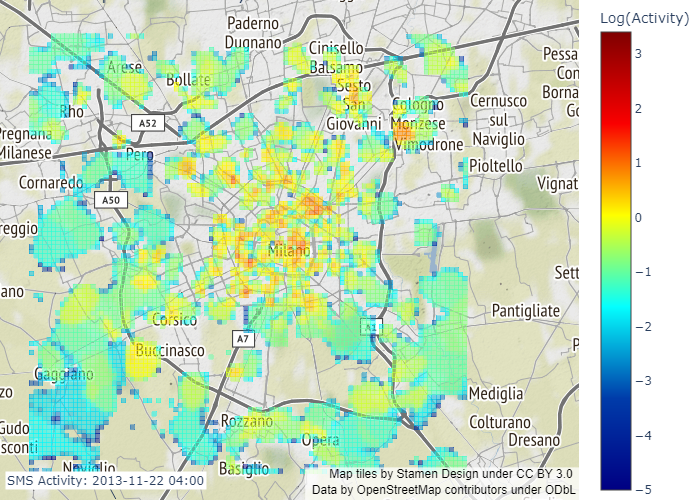 Log(Activity)
3
2
1
0
−1
−2
−3
−4
−5
Paderno
Dugnano
Cinisello
Balsamo
Sesto
San
Giovanni
Cologno
Monzese
Vimodrone
Cernusco
sul
Naviglio
Pioltello
Pessa
Con
Borna
Go
Vignat
Arese
Bollate
Rho
A52
Pregnana
Milanese
Pero
Cornaredo
A50
reggio
Milano
Sett
Pantigliate
ano
Corsico
A7
A1
Buccinasco
P
Gaggiano
Mediglia
zo
Rozzano
Colturano
Opera
Dresano
Gudo
sconti
Naviglio
Basiglio
SMS Activity: 2013-11-22 04:00
Map tiles by Stamen Design under CC BY 3.0
Data by OpenStreetMap contributors under ODbL